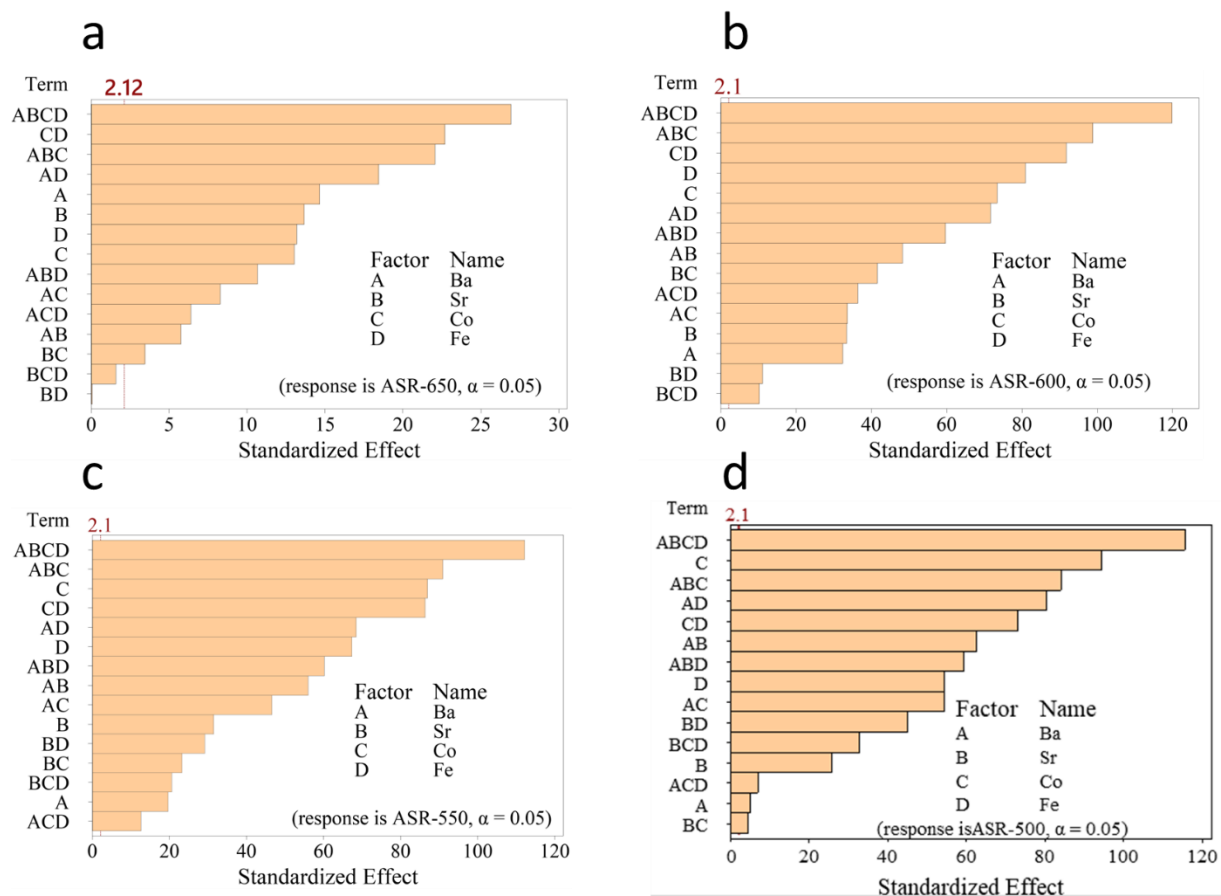 a
Term
2.12
ABCD
CD
ABC
AD
A
B
D
C
ABD
AC
ACD
AB
BC
BCD
BD
Factor Name
A Ba
B Sr
C Co
D Fe
(response is ASR-650, α = 0.05)
0 5 10 15 20 25 30
Standardized Effect
b
Term
2.1
ABCD
ABC
CD
D
C
AD
ABD
AB
BC
ACD
AC
B
A
BD
BCD
Factor Name
A Ba
B Sr
C Co
D Fe
(response is ASR-600, α = 0.05)
0 20 40 60 80 100 120
Standardized Effect
c
Term
2.1
ABCD
ABC
C
CD
AD
D
ABD
AB
AC
B
BD
BC
BCD
A
ACD
Factor Name
A Ba
B Sr
C Co
D Fe
(response is ASR-550, α = 0.05)
0 20 40 60 80 100 120
Standardized Effect
d
Term
2.1
ABCD
C
ABC
AD
CD
AB
ABD
D
AC
BD
BCD
B
ACD
A
BC
Factor Name
A Ba
B Sr
C Co
D Fe
(response isASR-500, α = 0.05)
0 20 40 60 80 100 120
Standardized Effect